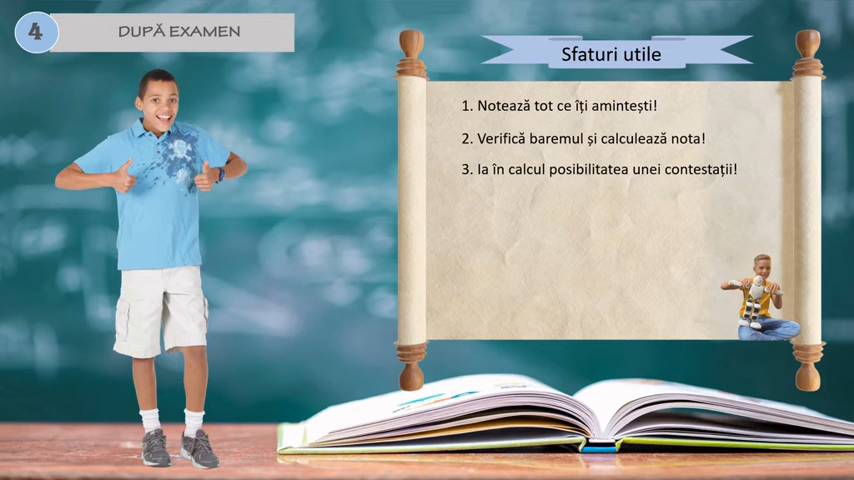 4
DUPĂ EXAMEN
Sfaturi utile
1. Notează tot ce îți amintești!
2. Verifică baremul și calculează nota!
3. Ia în calcul posibilitatea unei contestații!